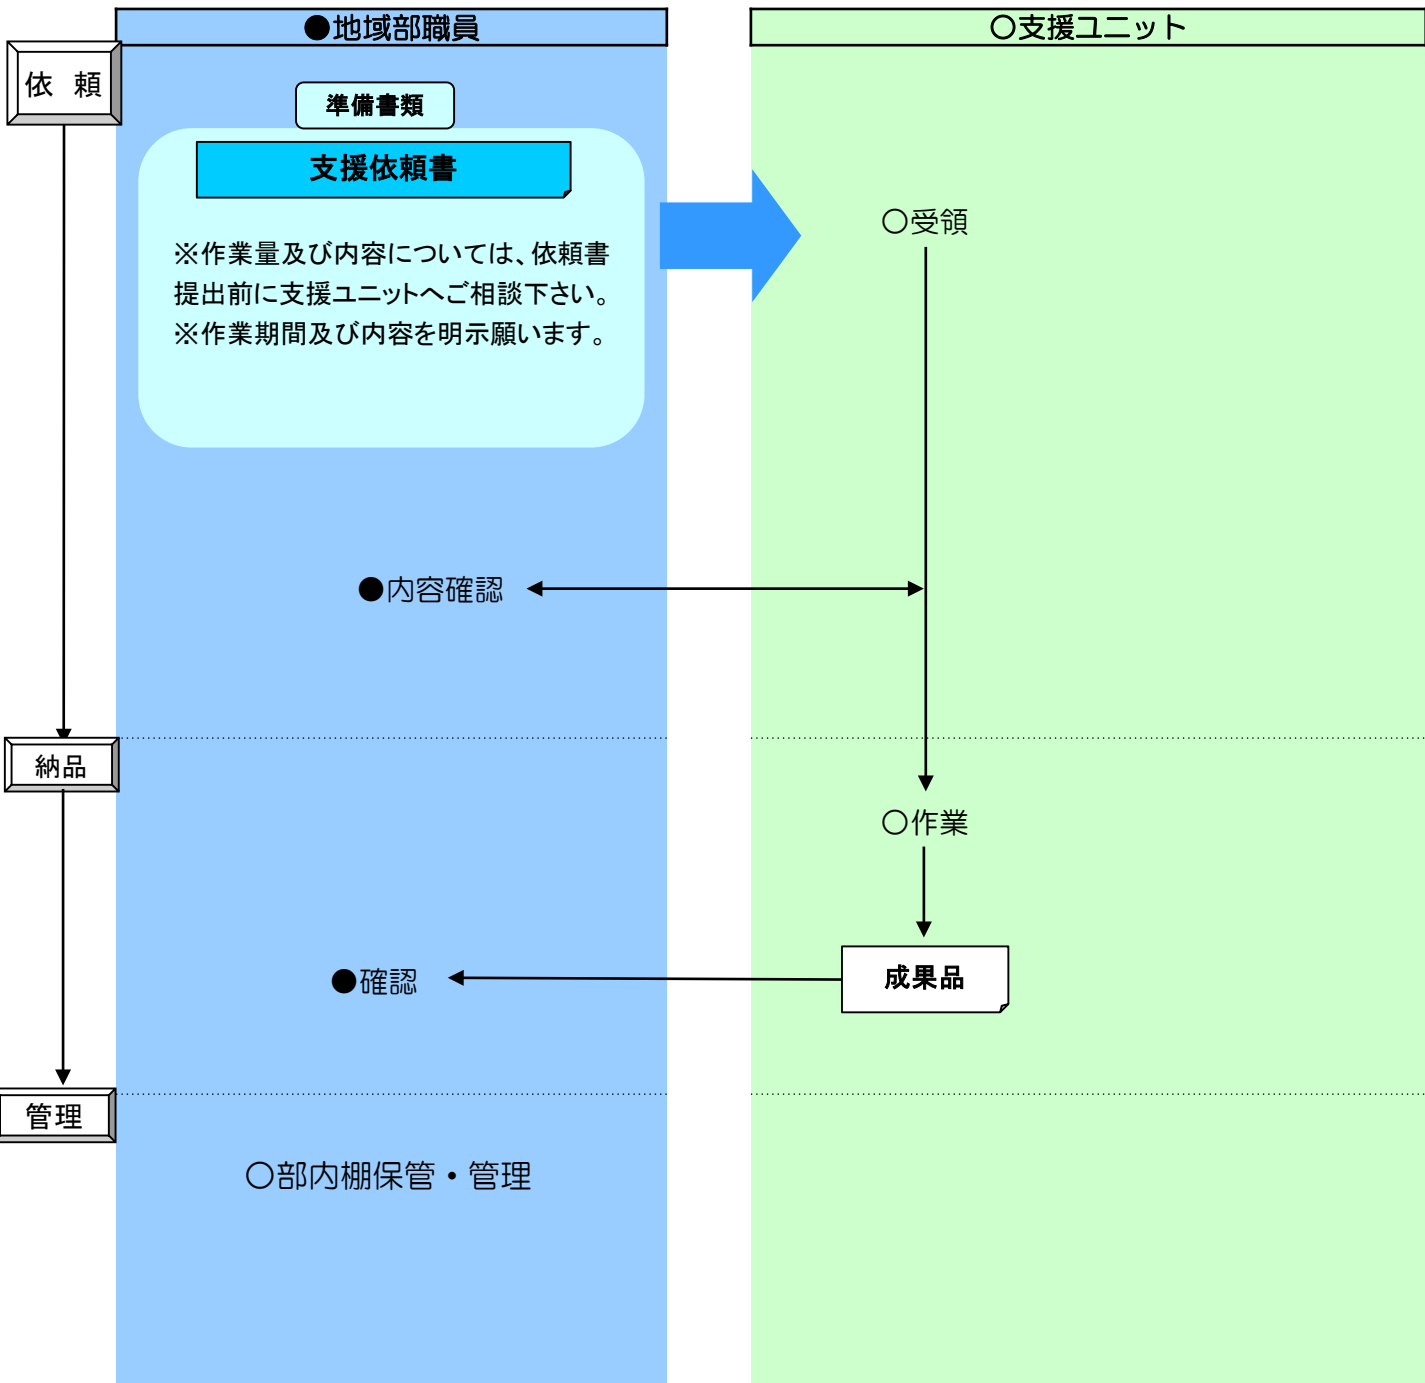 ●地域部職員
○支援ユニット
依 頼
準備書類
支援依頼書
※作業量及び内容については、依頼書
提出前に支援ユニットへご相談下さい。
※作業期間及び内容を明示願います。
○受領
●内容確認
納品
○作業
成果品
●確認
管理
○部内棚保管・管理